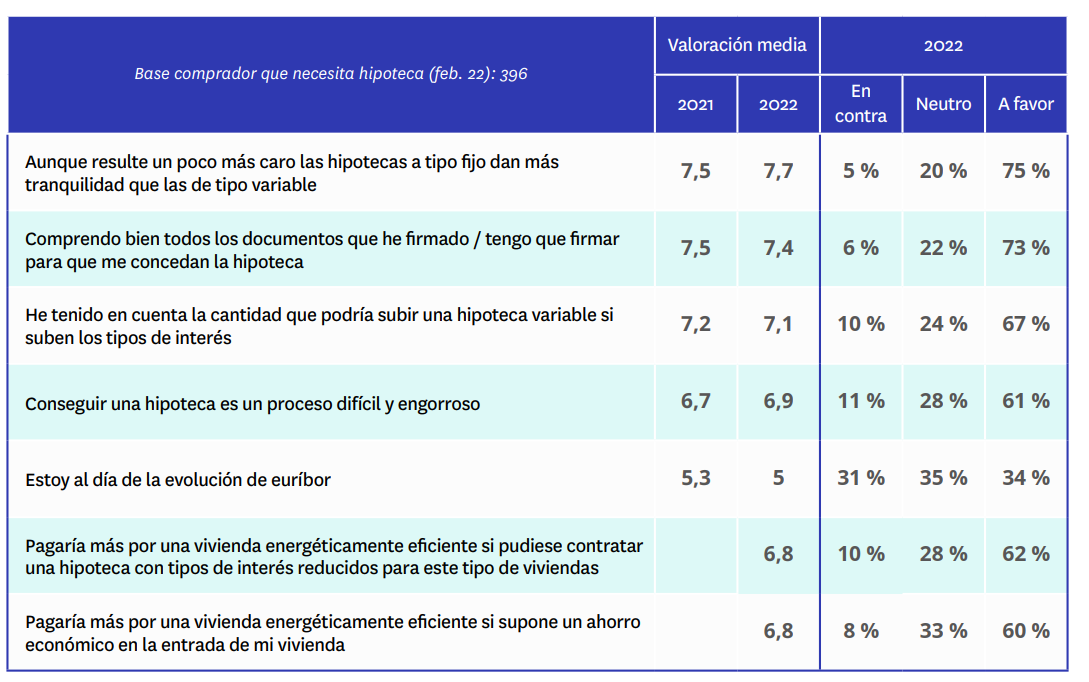 Base comprador que necesita hipoteca (feb. 22): 396
Valoración media
2022
2021
2022
En
contra
Neutro
A favor
Aunque resulte un poco más caro las hipotecas a tipo fijo dan más
tranquilidad que las de tipo variable
7,5
7,7
5 %
20 %
75 %
Comprendo bien todos los documentos que he firmado / tengo que firmar
para que me concedan la hipoteca
7,5
7,4
6 %
22 %
73 %
He tenido en cuenta la cantidad que podría subir una hipoteca variable si
suben los tipos de interés
7,2
7,1
10 %
24 %
67 %
Conseguir una hipoteca es un proceso difícil y engorroso
6,7
6,9
11 %
28 %
61 %
Estoy al día de la evolución de euríbor
5,3
5
31 %
35 %
34 %
Pagaría más por una vivienda energéticamente eficiente si pudiese contratar
una hipoteca con tipos de interés reducidos para este tipo de viviendas
6,8
10 %
28 %
62 %
Pagaría más por una vivienda energéticamente eficiente si supone un ahorro
económico en la entrada de mi vivienda
6,8
8 %
33 %
60 %